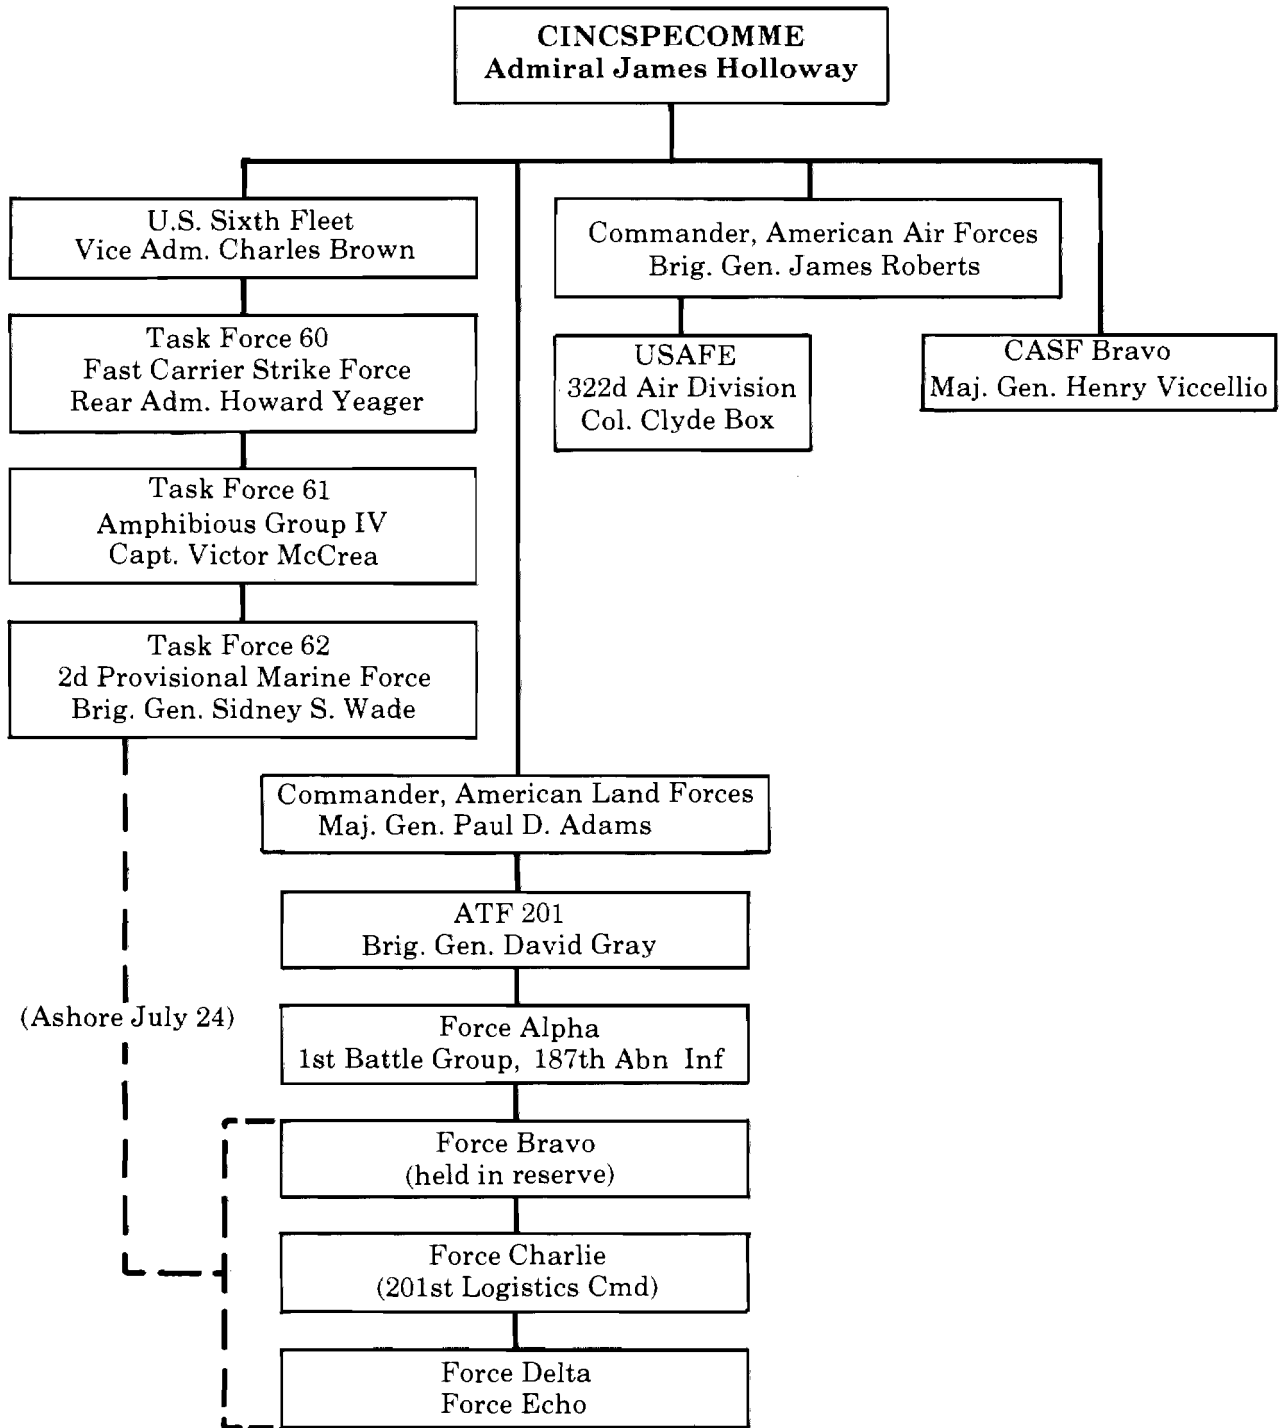 CINCSPECOMME
Admiral James Holloway
U.S. Sixth Fleet
Vice Adm. Charles Brown
Task Force 60
Fast Carrier Strike Force
Rear Adm. Howard Yeager
Task Force 61
Amphibious Group IV
Capt. Victor McCrea
Task Force 62
2d Provisional Marine Force
Brig. Gen. Sidney S. Wade
Commander, American Air Forces
Brig. Gen. James Roberts
USAFE
322d Air Division
Col. Clyde Box
CASF Bravo
Maj. Gen. Henry Viccellio
Commander, American Land Forces
Maj. Gen. Paul D. Adams
ATF 201
Brig. Gen. David Gray
(Ashore July 24)
Force Alpha
1st Battle Group, 187th Abn Inf
Force Bravo
(held in reserve)
Force Charlie
(201st Logistics Cmd)
Force Delta
Force Echo